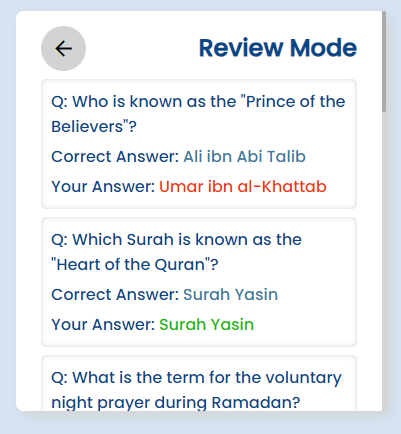 Review Mode
Q: Who is known as the "Prince of the
Believers"?
Correct Answer: Ali ibn Abi Talib
Your Answer: Umar ibn al-Khattab
Q: Which Surah is known as the
"Heart of the Quran"?
Correct Answer: Surah Yasin
Your Answer: Surah Yasin
Q: What is the term for the voluntary
night prayer during Ramadan?